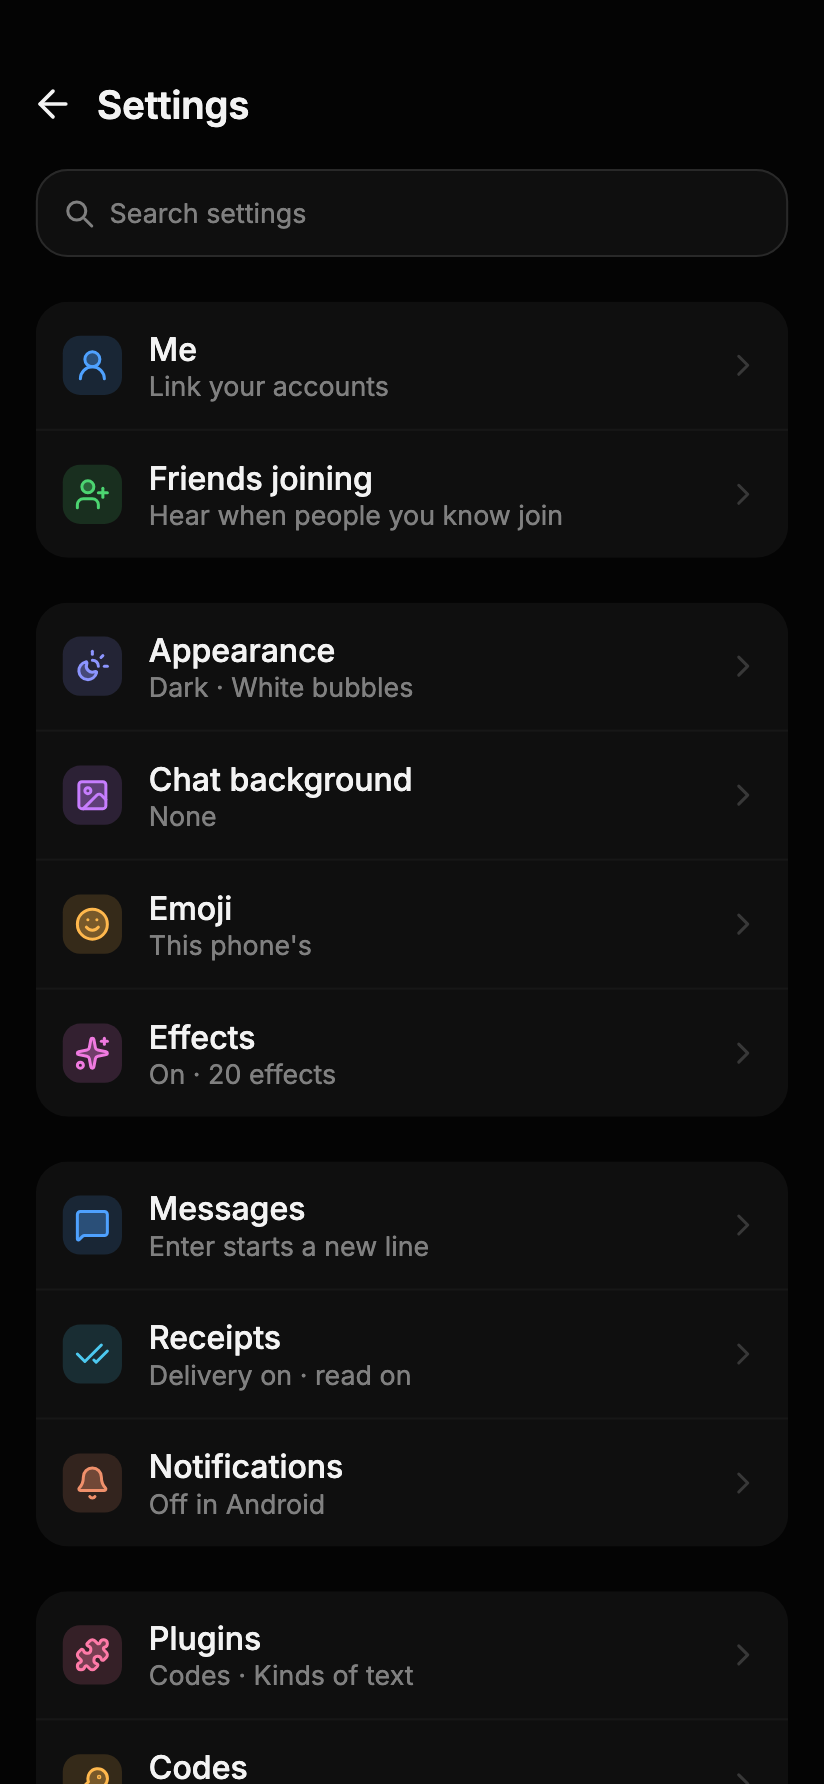 Settings
Search settings
Me
Link your accounts
Friends joining
Hear when people you know join
Appearance
Dark · White bubbles
Chat background
None
Emoji
This phone's
Effects
On · 20 effects
Messages
Enter starts a new line
Receipts
Delivery on · read on
Notifications
Off in Android
Plugins
Codes · Kinds of text
Codes